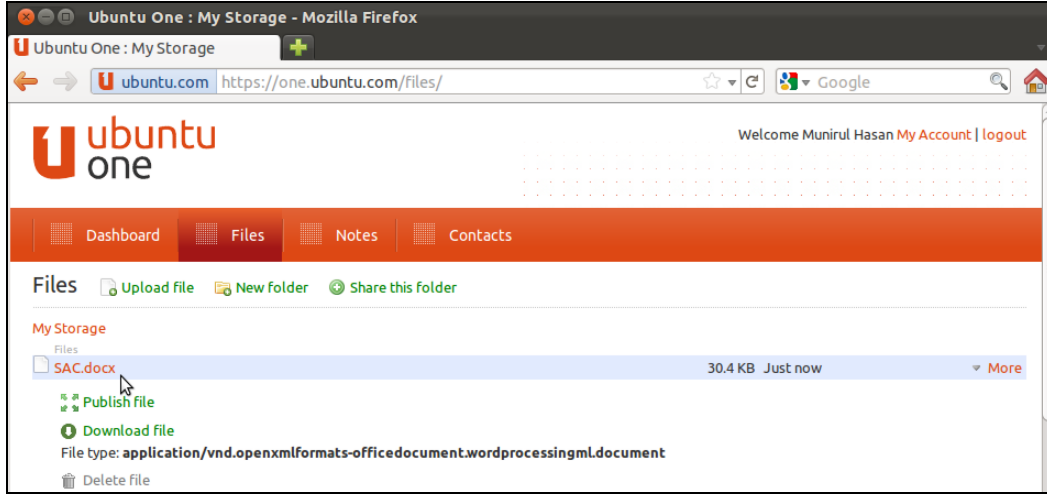 Ubuntu One : My Storage - Mozilla Firefox
Ubuntu One : My Storage
ubuntu.com https://one.ubuntu.com/files/ Google
ubuntu
one
Welcome Munirul Hasan My Account | logout
Dashboard Files Notes Contacts
Files Upload file New folder Share this folder
My Storage
Files
SAC.docx 30.4 KB Just now More
Publish file
Download file
File type: application/vnd.openxmlformats-officedocument.wordprocessingml.document
Delete file